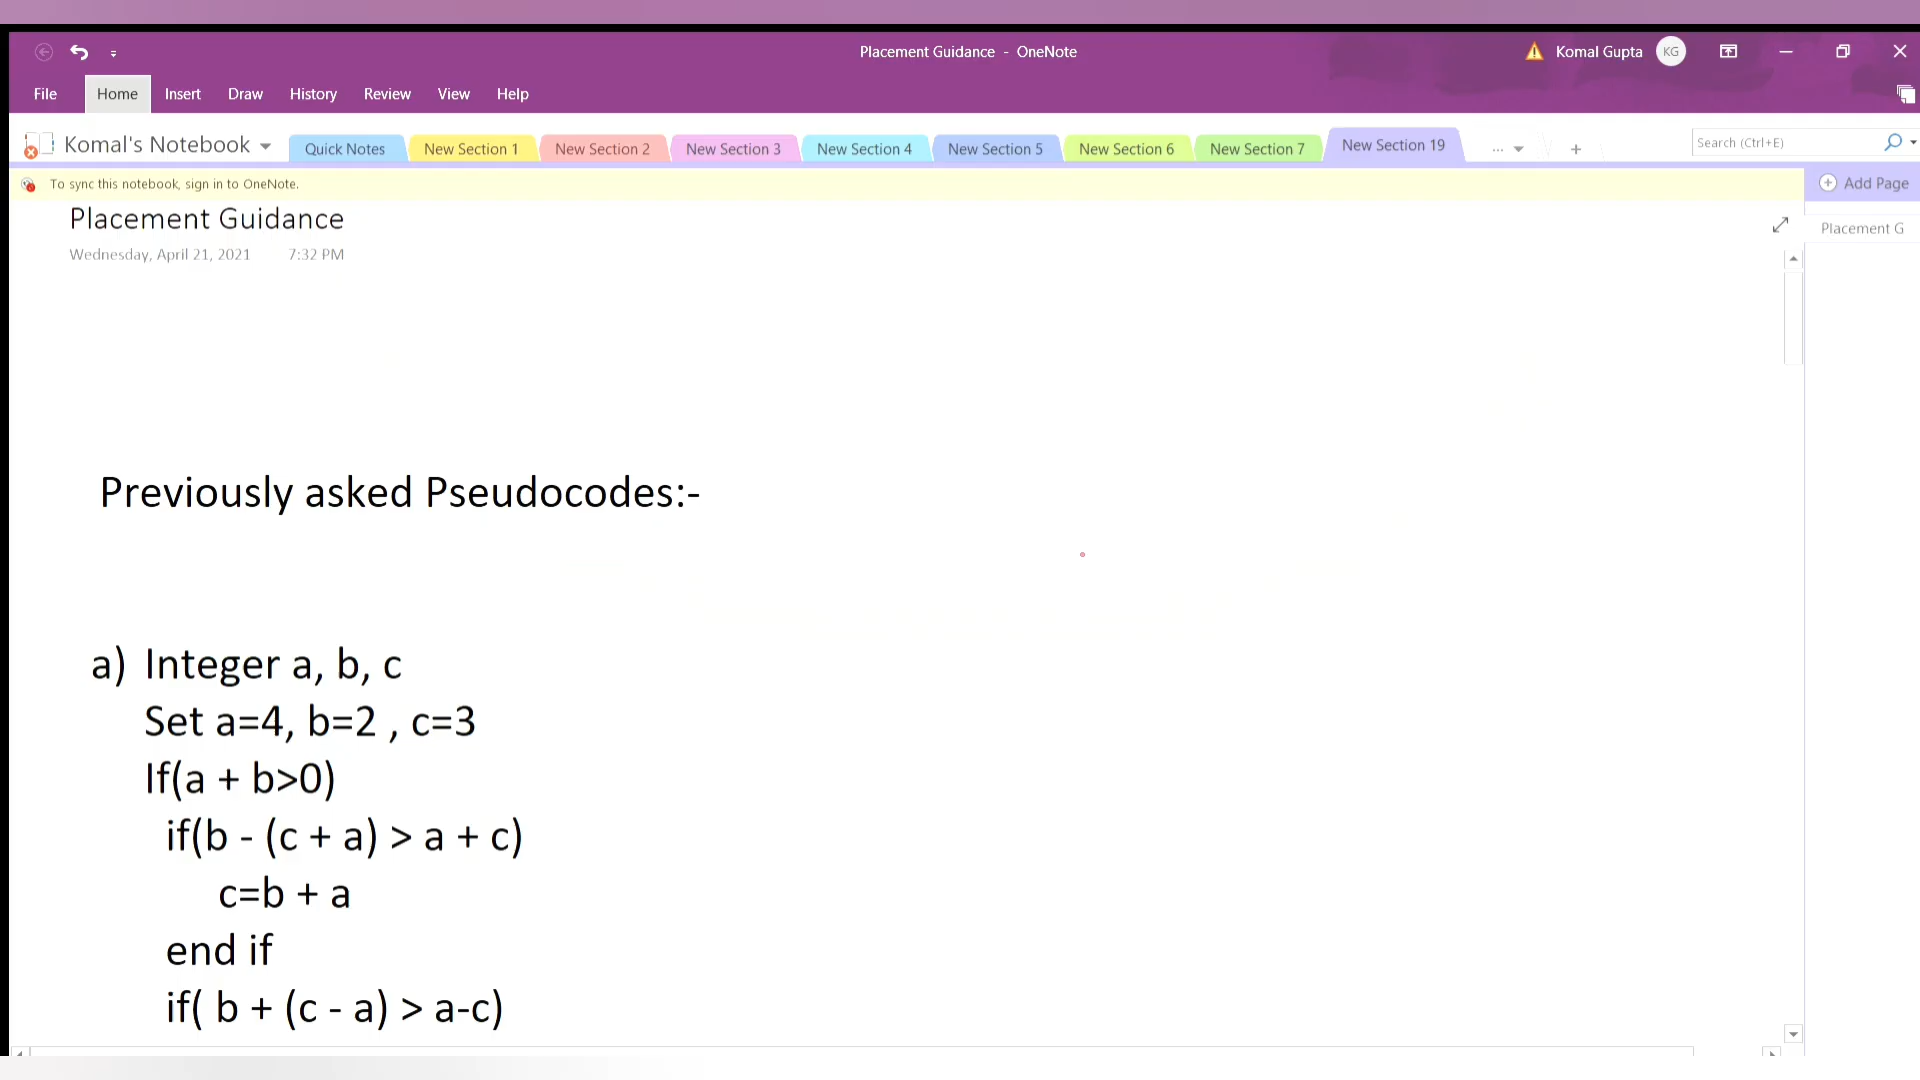 Placement Guidance - OneNote
Komal Gupta KG
File Home Insert Draw History Review View Help
Komal's Notebook Quick Notes New Section 1 New Section 2 New Section 3 New Section 4 New Section 5 New Section 6 New Section 7 New Section 19 ... + Search (Ctrl+E)
To sync this notebook, sign in to OneNote.
Add Page
Placement Guidance
Placement G
Wednesday, April 21, 2021 7:32 PM
Previously asked Pseudocodes:-
a) Integer a, b, c
Set a=4, b=2 , c=3
If(a + b>0)
if(b - (c + a) > a + c)
c=b + a
end if
if( b + (c - a) > a-c)